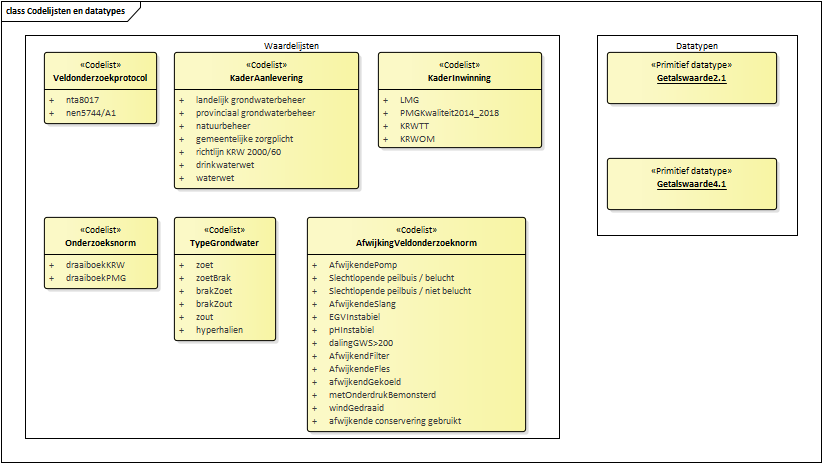 class Codelijsten en datatypes
Waardelijsten
«Codelist»
Veldonderzoekprotocol
+ nta8017
+ nen5744/A1
«Codelist»
KaderAanlevering
+ landelijk grondwaterbeheer
+ provinciaal grondwaterbeheer
+ natuurbeheer
+ gemeentelijke zorgplicht
+ richtlijn KRW 2000/60
+ drinkwaterwet
+ waterwet
«Codelist»
KaderInwinning
+ LMG
+ PMGKwaliteit2014_2018
+ KRWTT
+ KRWOM
«Codelist»
Onderzoeksnorm
+ draaiboekKRW
+ draaiboekPMG
«Codelist»
TypeGrondwater
+ zoet
+ zoetBrak
+ brakZoet
+ brakZout
+ zout
+ hyperhalien
«Codelist»
AfwijkingVeldonderzoeknorm
+ AfwijkendePomp
+ Slechtlopende peilbuis / belucht
+ Slechtlopende peilbuis / niet belucht
+ AfwijkendeSlang
+ EGVInstabiel
+ pHInstabiel
+ dalingGWS>200
+ AfwijkendFilter
+ AfwijkendeFles
+ afwijkendGekoeld
+ metOnderdrukBemonsterd
+ windGedraaid
+ afwijkende conservering gebruikt
Datatypen
«Primitief datatype»
Getalswaarde2.1
«Primitief datatype»
Getalswaarde4.1